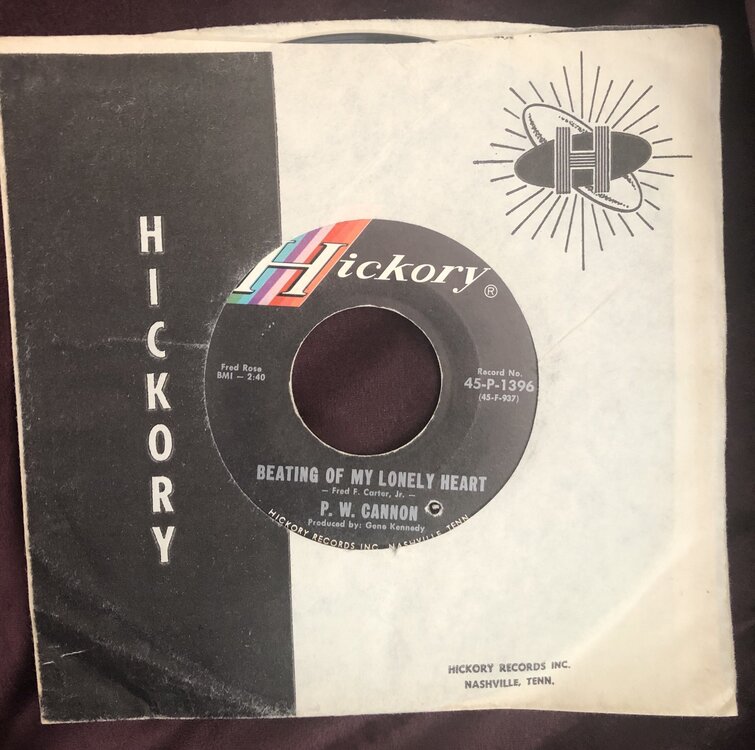 HICKORY
H
Hickory ®
Fred Rose
BMI – 2:40
Record No.
45-P-1396
(45-F-937)
BEATING OF MY LONELY HEART
– Fred F. Carter, Jr. –
P. W. CANNON
Produced by: Gene Kennedy
HICKORY RECORDS INC. NASHVILLE, TENN.
HICKORY RECORDS INC.
NASHVILLE, TENN.